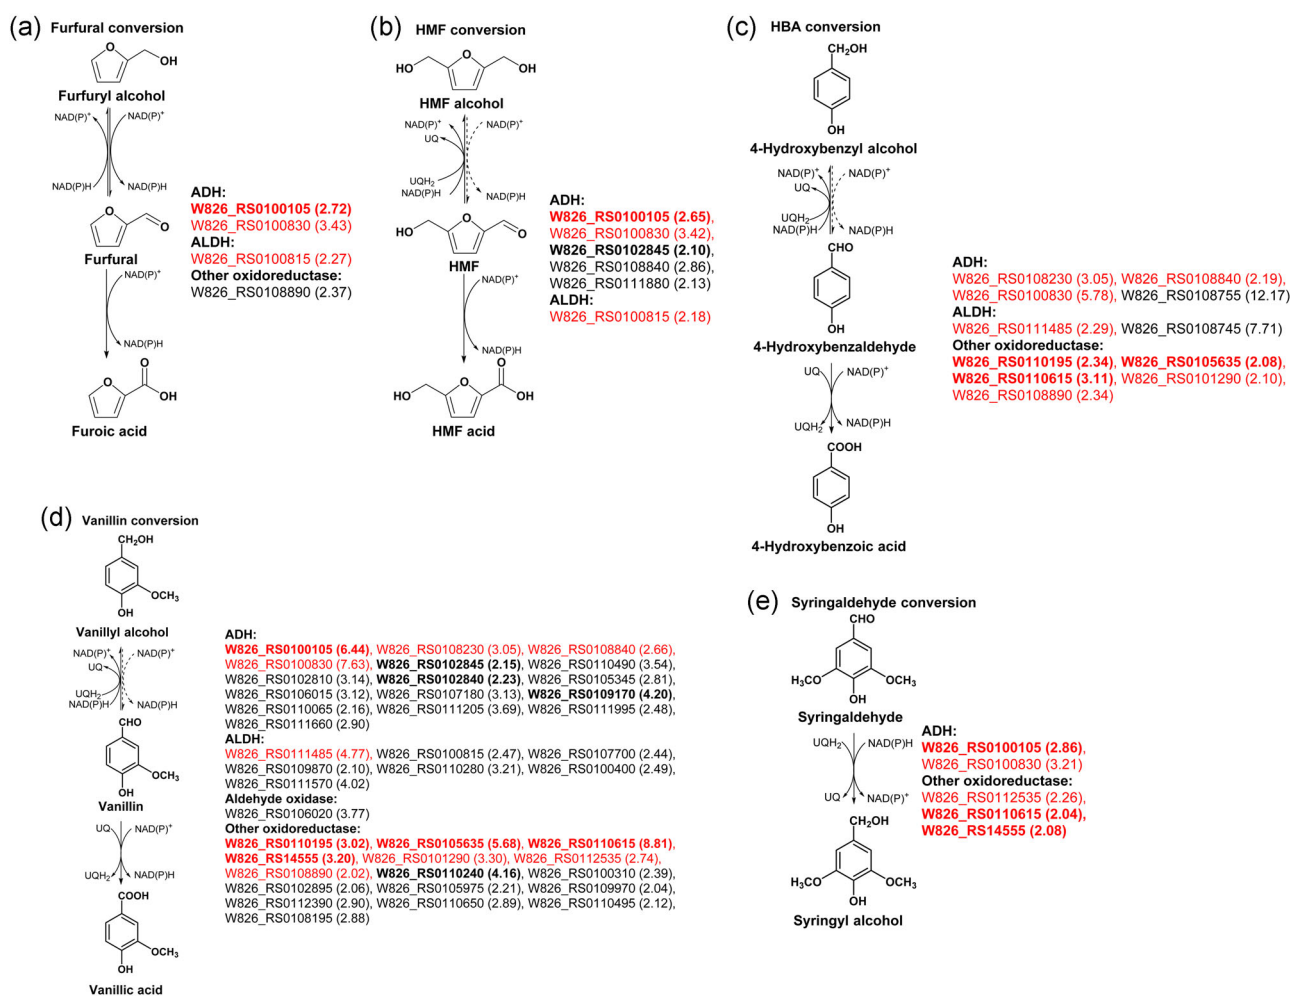 (a) Furfural conversion
OH
O
Furfuryl alcohol
NAD(P)⁺ NAD(P)⁺
NAD(P)H NAD(P)H
O
O
Furfural
NAD(P)⁺
NAD(P)H
O
O
OH
Furoic acid
ADH:
W826_RS0100105 (2.72)
W826_RS0100830 (3.43)
ALDH:
W826_RS0100815 (2.27)
Other oxidoreductase:
W826_RS0108890 (2.37)
(b) HMF conversion
HO O OH
HMF alcohol
NAD(P)⁺ NAD(P)⁺
UQ
UQH₂
NAD(P)H NAD(P)H
HO O O
HMF
NAD(P)⁺
NAD(P)H
O
HO O OH
HMF acid
ADH:
W826_RS0100105 (2.65),
W826_RS0100830 (3.42),
W826_RS0102845 (2.10),
W826_RS0108840 (2.86),
W826_RS0111880 (2.13)
ALDH:
W826_RS0100815 (2.18)
(c) HBA conversion
CH₂OH
OH
4-Hydroxybenzyl alcohol
NAD(P)⁺ NAD(P)⁺
UQ
UQH₂
NAD(P)H NAD(P)H
CHO
OH
4-Hydroxybenzaldehyde
UQ NAD(P)⁺
UQH₂ NAD(P)H
COOH
OH
4-Hydroxybenzoic acid
ADH:
W826_RS0108230 (3.05), W826_RS0108840 (2.19),
W826_RS0100830 (5.78), W826_RS0108755 (12.17)
ALDH:
W826_RS0111485 (2.29), W826_RS0108745 (7.71)
Other oxidoreductase:
W826_RS0110195 (2.34), W826_RS0105635 (2.08),
W826_RS0110615 (3.11), W826_RS0101290 (2.10),
W826_RS0108890 (2.34)
(d) Vanillin conversion
CH₂OH
OCH₃
OH
Vanillyl alcohol
NAD(P)⁺ NAD(P)⁺
UQ
UQH₂
NAD(P)H NAD(P)H
CHO
OCH₃
OH
Vanillin
UQ NAD(P)⁺
UQH₂ NAD(P)H
COOH
OCH₃
OH
Vanillic acid
ADH:
W826_RS0100105 (6.44), W826_RS0108230 (3.05), W826_RS0108840 (2.66),
W826_RS0100830 (7.63), W826_RS0102845 (2.15), W826_RS0110490 (3.54),
W826_RS0102810 (3.14), W826_RS0102840 (2.23), W826_RS0105345 (2.81),
W826_RS0106015 (3.12), W826_RS0107180 (3.13), W826_RS0109170 (4.20),
W826_RS0110065 (2.16), W826_RS0111205 (3.69), W826_RS0111995 (2.48),
W826_RS0111660 (2.90)
ALDH:
W826_RS0111485 (4.77), W826_RS0100815 (2.47), W826_RS0107700 (2.44),
W826_RS0109870 (2.10), W826_RS0110280 (3.21), W826_RS0100400 (2.49),
W826_RS0111570 (4.02)
Aldehyde oxidase:
W826_RS0106020 (3.77)
Other oxidoreductase:
W826_RS0110195 (3.02), W826_RS0105635 (5.68), W826_RS0110615 (8.81),
W826_RS14555 (3.20), W826_RS0101290 (3.30), W826_RS0112535 (2.74),
W826_RS0108890 (2.02), W826_RS0110240 (4.16), W826_RS0100310 (2.39),
W826_RS0102895 (2.06), W826_RS0105975 (2.21), W826_RS0109970 (2.04),
W826_RS0112390 (2.90), W826_RS0110650 (2.89), W826_RS0110495 (2.12),
W826_RS0108195 (2.88)
(e) Syringaldehyde conversion
CHO
H₃CO OCH₃
OH
Syringaldehyde
UQH₂ NAD(P)H
UQ NAD(P)⁺
CH₂OH
H₃CO OCH₃
OH
Syringyl alcohol
ADH:
W826_RS0100105 (2.86)
W826_RS0100830 (3.21)
Other oxidoreductase:
W826_RS0112535 (2.26),
W826_RS0110615 (2.04),
W826_RS14555 (2.08)